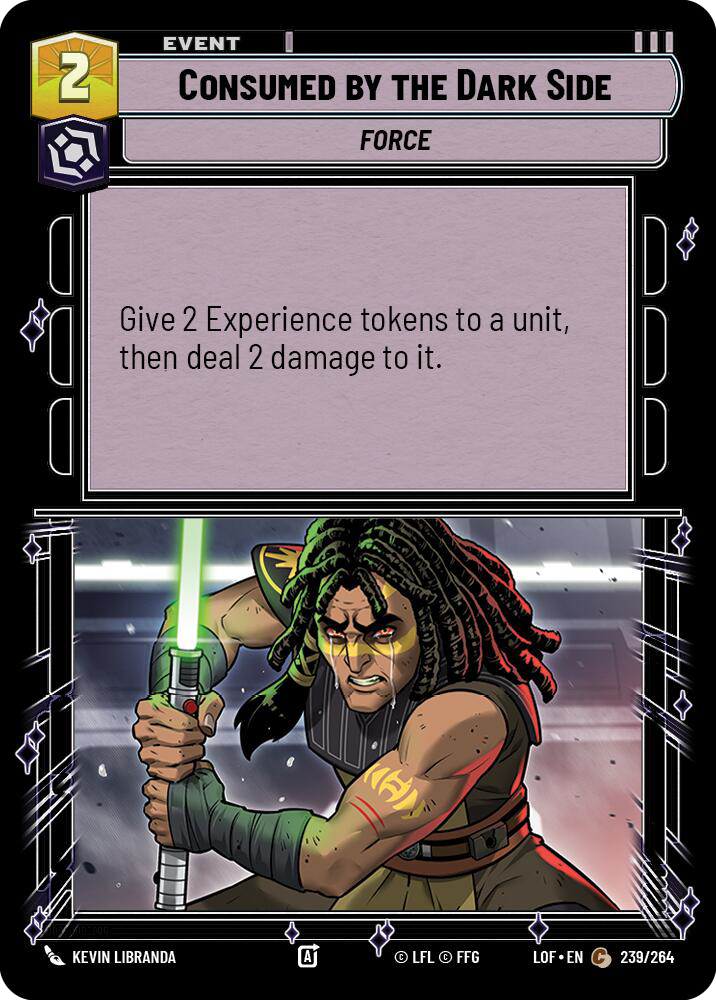 EVENT
2
CONSUMED BY THE DARK SIDE
FORCE
Give 2 Experience tokens to a unit,
then deal 2 damage to it.
KEVIN LIBRANDA
A
© LFL © FFG
LOF • EN C 239/264